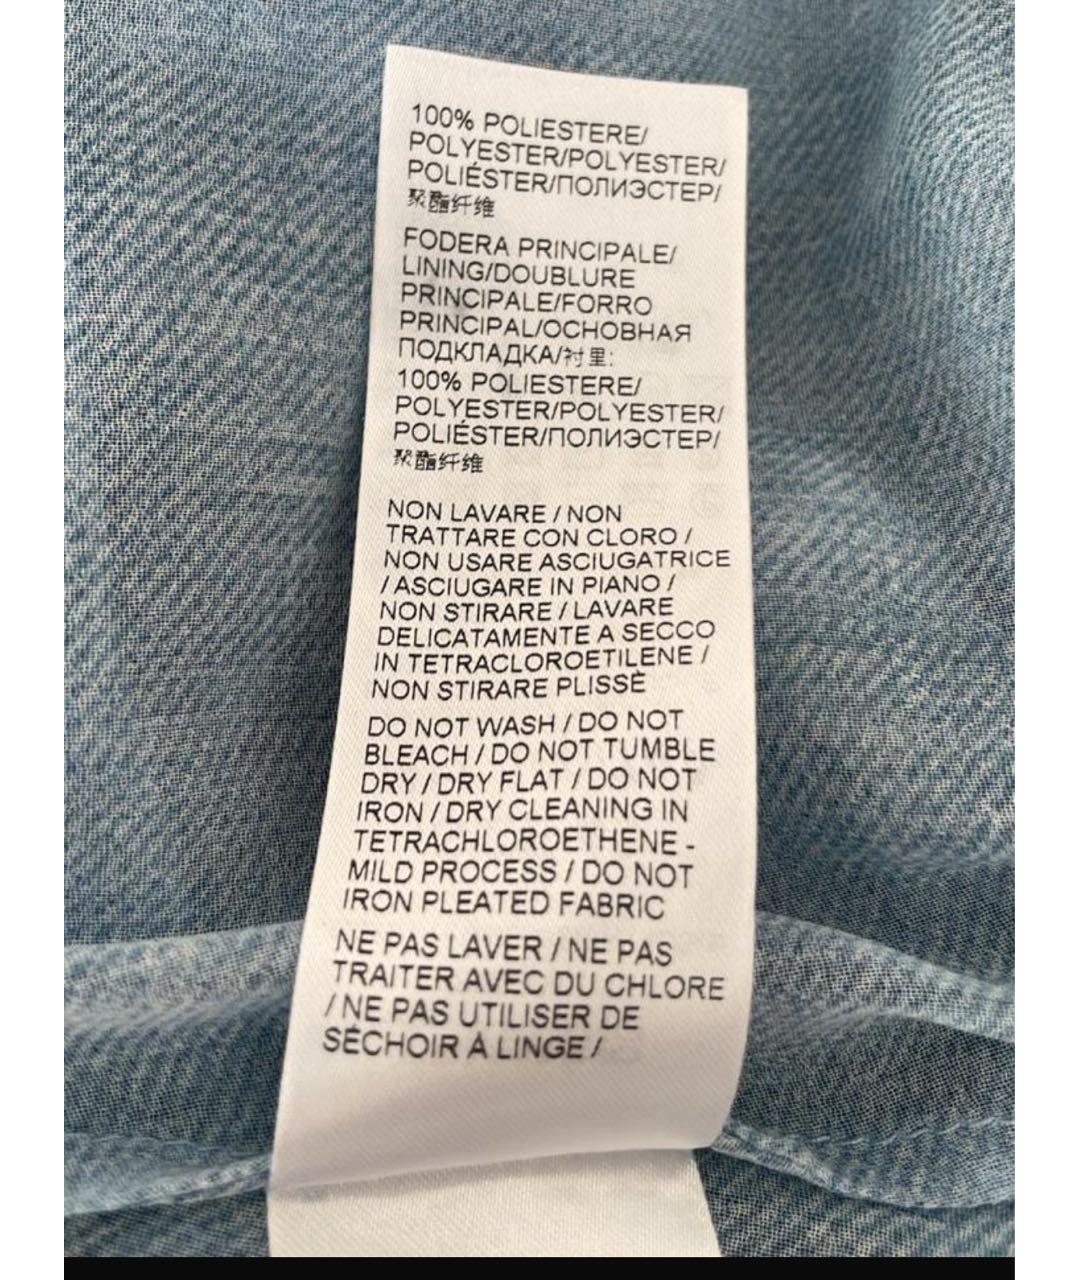 100% POLIESTERE/
POLYESTER/POLYESTER/
POLIÉSTER/ПОЛИЭСТЕР/
聚酯纤维
FODERA PRINCIPALE/
LINING/DOUBLURE
PRINCIPALE/FORRO
PRINCIPAL/ОСНОВНАЯ
ПОДКЛАДКА/衬里:
100% POLIESTERE/
POLYESTER/POLYESTER/
POLIÉSTER/ПОЛИЭСТЕР/
聚酯纤维
NON LAVARE / NON
TRATTARE CON CLORO /
NON USARE ASCIUGATRICE
/ ASCIUGARE IN PIANO /
NON STIRARE / LAVARE
DELICATAMENTE A SECCO
IN TETRACLOROETILENE /
NON STIRARE PLISSÈ
DO NOT WASH / DO NOT
BLEACH / DO NOT TUMBLE
DRY / DRY FLAT / DO NOT
IRON / DRY CLEANING IN
TETRACHLOROETHENE -
MILD PROCESS / DO NOT
IRON PLEATED FABRIC
NE PAS LAVER / NE PAS
TRAITER AVEC DU CHLORE
/ NE PAS UTILISER DE
SÉCHOIR À LINGE /